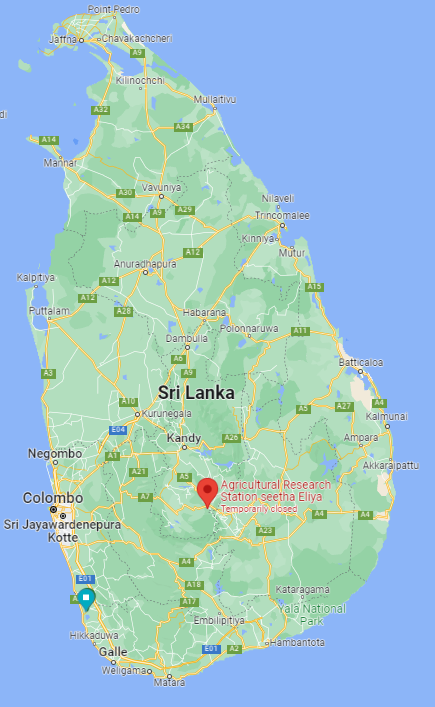 Point Pedro
Jaffna
Chavakachcheri
A9
Kilinochchi
A32
Mullaitivu
A34
A14
Mannar
A30
Vavuniya
A14
A9
A29
Nilaveli
Trincomalee
Kinniya
Mutur
A12
Anuradhapura
Kalpitiya
A12
A12
A15
Puttalam
A28
Habarana
Polonnaruwa
A11
Dambulla
A6
A9
A3
Batticaloa
Sri Lanka
A10
Kurunegala
A5
A27
A4
Kalmunai
E04
Kandy
A26
Ampara
Negombo
A1
Akkaraipattu
A21
A5
Agricultural Research
Station seetha Eliya
Temporarily closed
Colombo
A7
A4
A4
Sri Jayawardenepura
Kotte
A23
A4
E01
A18
A17
Kataragama
Yala National
Park
Embilipitiya
Hikkaduwa
Hambantota
Galle
E01
A2
Weligama
Matara